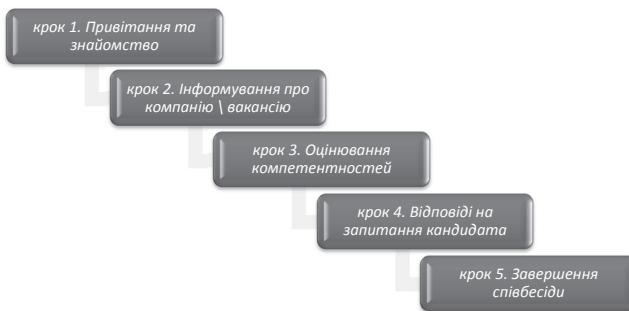 крок 1. Привітання та
знайомство
крок 2. Інформування про
компанію \ вакансію
крок 3. Оцінювання
компетентностей
крок 4. Відповіді на
запитання кандидата
крок 5. Завершення
співбесіди